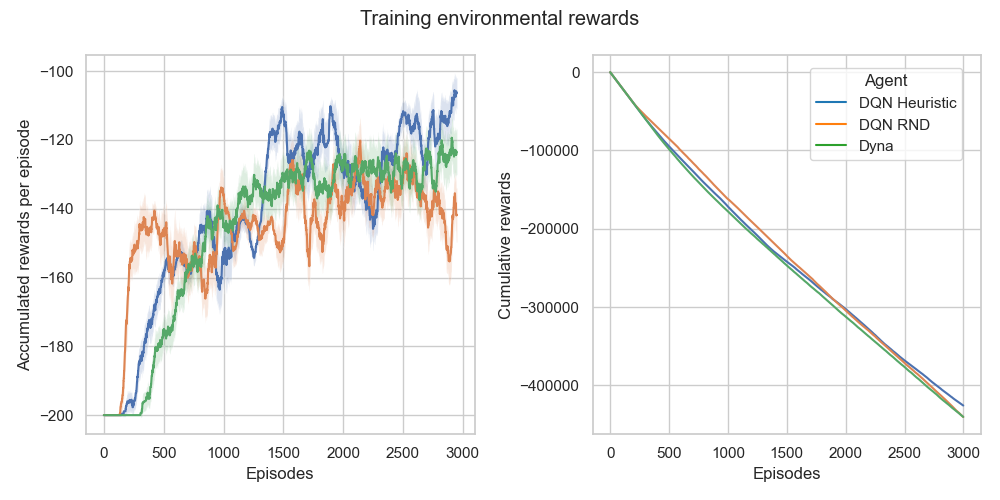 Training environmental rewards
Accumulated rewards per episode
−100
−120
−140
−160
−180
−200
0 500 1000 1500 2000 2500 3000
Episodes
Cumulative rewards
0
−100000
−200000
−300000
−400000
0 500 1000 1500 2000 2500 3000
Episodes
Agent
DQN Heuristic
DQN RND
Dyna